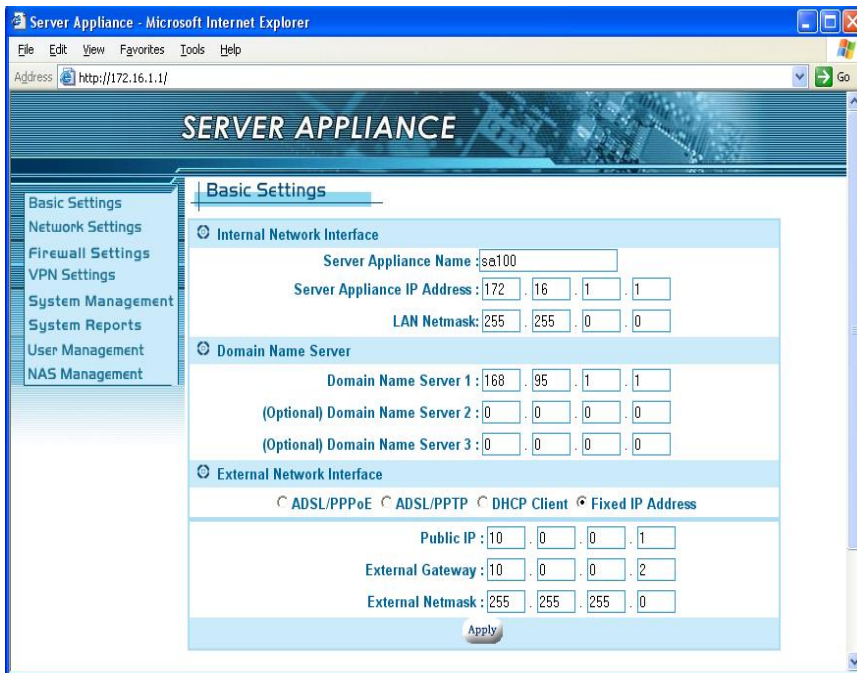 Server Appliance - Microsoft Internet Explorer
File Edit View Favorites Tools Help
Address http://172.16.1.1/ Go
SERVER APPLIANCE
Basic Settings
Network Settings
Firewall Settings
VPN Settings
System Management
System Reports
User Management
NAS Management
Basic Settings
Internal Network Interface
Server Appliance Name : sa100
Server Appliance IP Address : 172 . 16 . 1 . 1
LAN Netmask: 255 . 255 . 0 . 0
Domain Name Server
Domain Name Server 1 : 168 . 95 . 1 . 1
(Optional) Domain Name Server 2 : 0 . 0 . 0 . 0
(Optional) Domain Name Server 3 : 0 . 0 . 0 . 0
External Network Interface
ADSL/PPPoE ADSL/PPTP DHCP Client Fixed IP Address
Public IP : 10 . 0 . 0 . 1
External Gateway : 10 . 0 . 0 . 2
External Netmask : 255 . 255 . 255 . 0
Apply